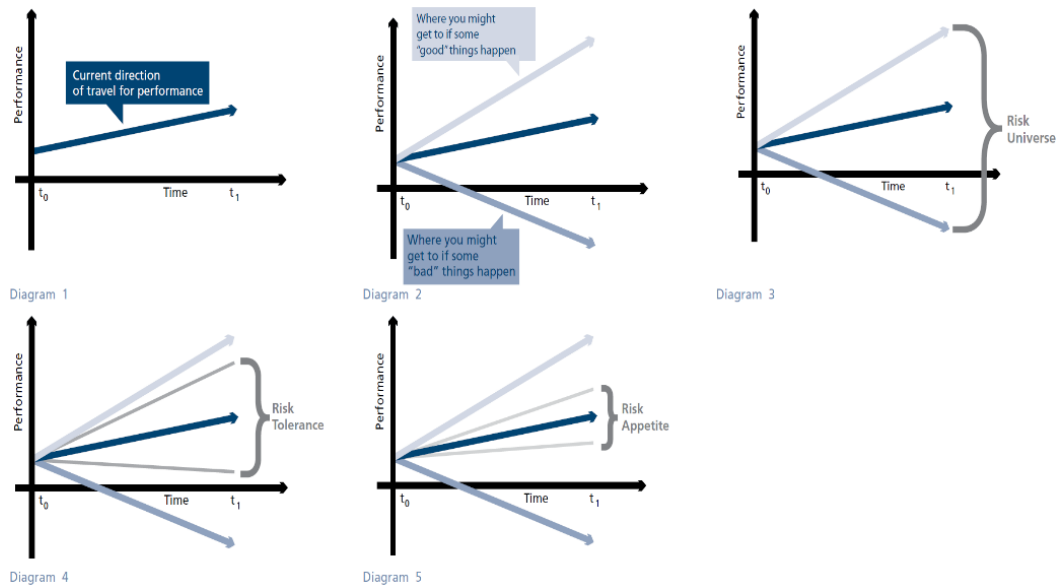 Performance
Current direction
of travel for performance
t0
Time
t1
Diagram 1
Performance
Where you might
get to if some
“good” things happen
t0
Time
t1
Where you might
get to if some
“bad” things happen
Diagram 2
Performance
Risk
Universe
t0
Time
t1
Diagram 3
Performance
Risk
Tolerance
t0
Time
t1
Diagram 4
Performance
Risk
Appetite
t0
Time
t1
Diagram 5